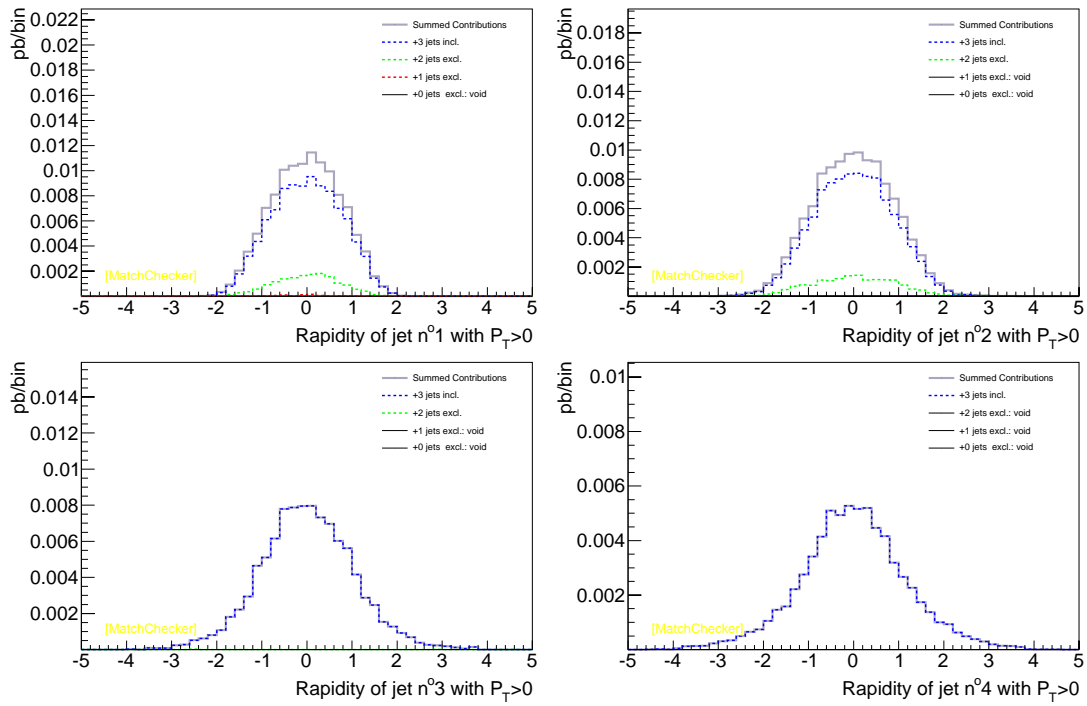 pb/bin
0.022
0.02
0.018
0.016
0.014
0.012
0.01
0.008
0.006
0.004
0.002
Summed Contributions
+3 jets incl.
+2 jets excl.
+1 jets excl.
+0 jets excl.: void
[MatchChecker]
-5 -4 -3 -2 -1 0 1 2 3 4 5
Rapidity of jet nº1 with P_T>0
pb/bin
0.018
0.016
0.014
0.012
0.01
0.008
0.006
0.004
0.002
Summed Contributions
+3 jets incl.
+2 jets excl.
+1 jets excl.: void
+0 jets excl.: void
[MatchChecker]
-5 -4 -3 -2 -1 0 1 2 3 4 5
Rapidity of jet nº2 with P_T>0
pb/bin
0.014
0.012
0.01
0.008
0.006
0.004
0.002
Summed Contributions
+3 jets incl.
+2 jets excl.
+1 jets excl.: void
+0 jets excl.: void
[MatchChecker]
-5 -4 -3 -2 -1 0 1 2 3 4 5
Rapidity of jet nº3 with P_T>0
pb/bin
0.01
0.008
0.006
0.004
0.002
Summed Contributions
+3 jets incl.
+2 jets excl.: void
+1 jets excl.: void
+0 jets excl.: void
[MatchChecker]
-5 -4 -3 -2 -1 0 1 2 3 4 5
Rapidity of jet nº4 with P_T>0